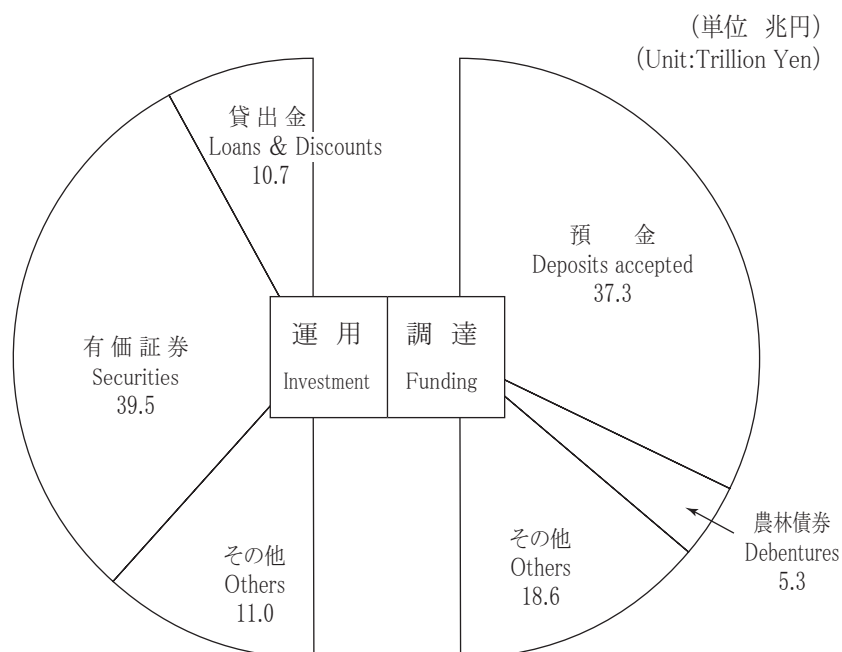 (単位 兆円)
(Unit:Trillion Yen)
貸出金
Loans & Discounts
10.7
有価証券
Securities
39.5
その他
Others
11.0
運用
Investment
調達
Funding
預金
Deposits accepted
37.3
農林債券
Debentures
5.3
その他
Others
18.6